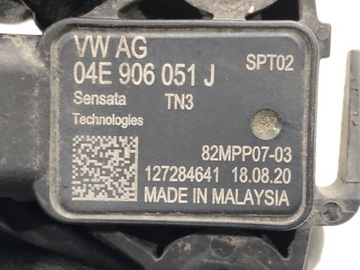 VW AG
04E 906 051 J SPT02
Sensata TN3
Technologies
82MPP07-03
127284641 18.08.20
MADE IN MALAYSIA